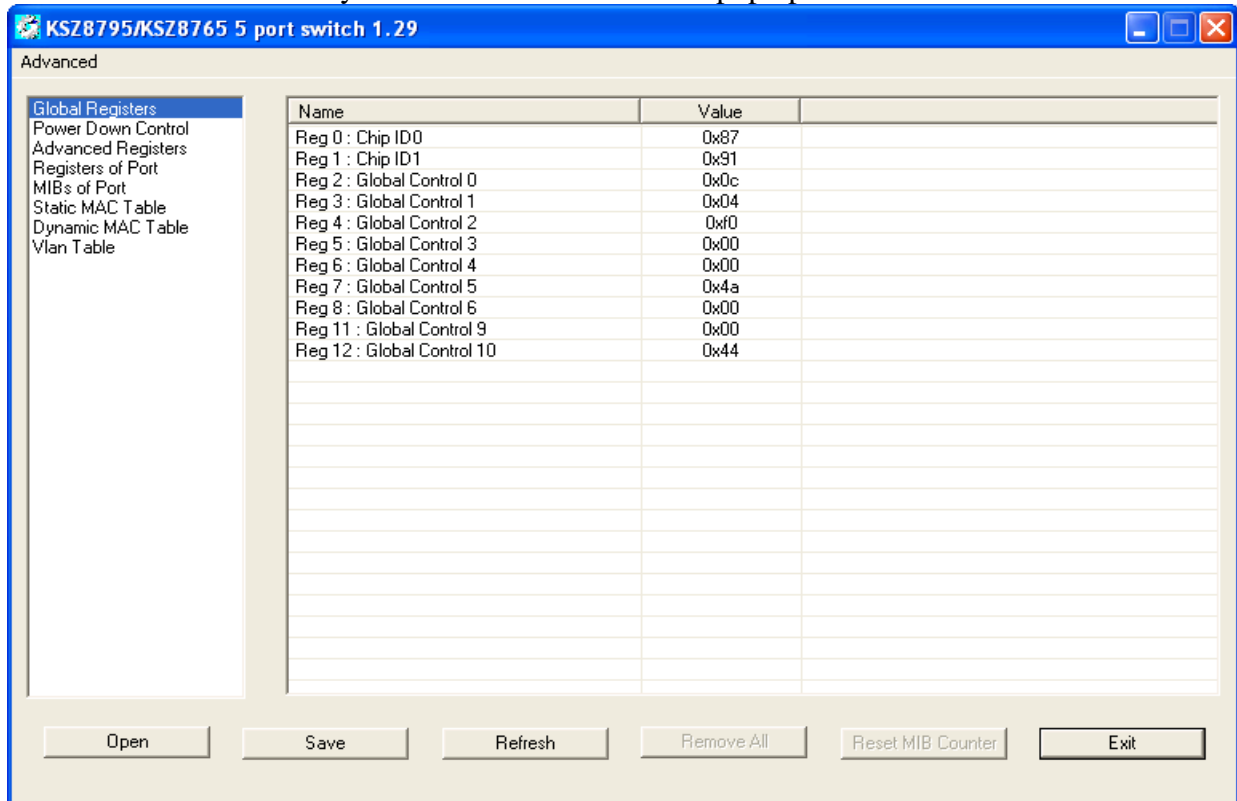 KSZ8795/KSZ8765 5 port switch 1.29
Advanced
Global Registers
Power Down Control
Advanced Registers
Registers of Port
MIBs of Port
Static MAC Table
Dynamic MAC Table
Vlan Table
Name Value
Reg 0 : Chip ID0 0x87
Reg 1 : Chip ID1 0x91
Reg 2 : Global Control 0 0x0c
Reg 3 : Global Control 1 0x04
Reg 4 : Global Control 2 0xf0
Reg 5 : Global Control 3 0x00
Reg 6 : Global Control 4 0x00
Reg 7 : Global Control 5 0x4a
Reg 8 : Global Control 6 0x00
Reg 11 : Global Control 9 0x00
Reg 12 : Global Control 10 0x44
Open Save Refresh Remove All Reset MIB Counter Exit